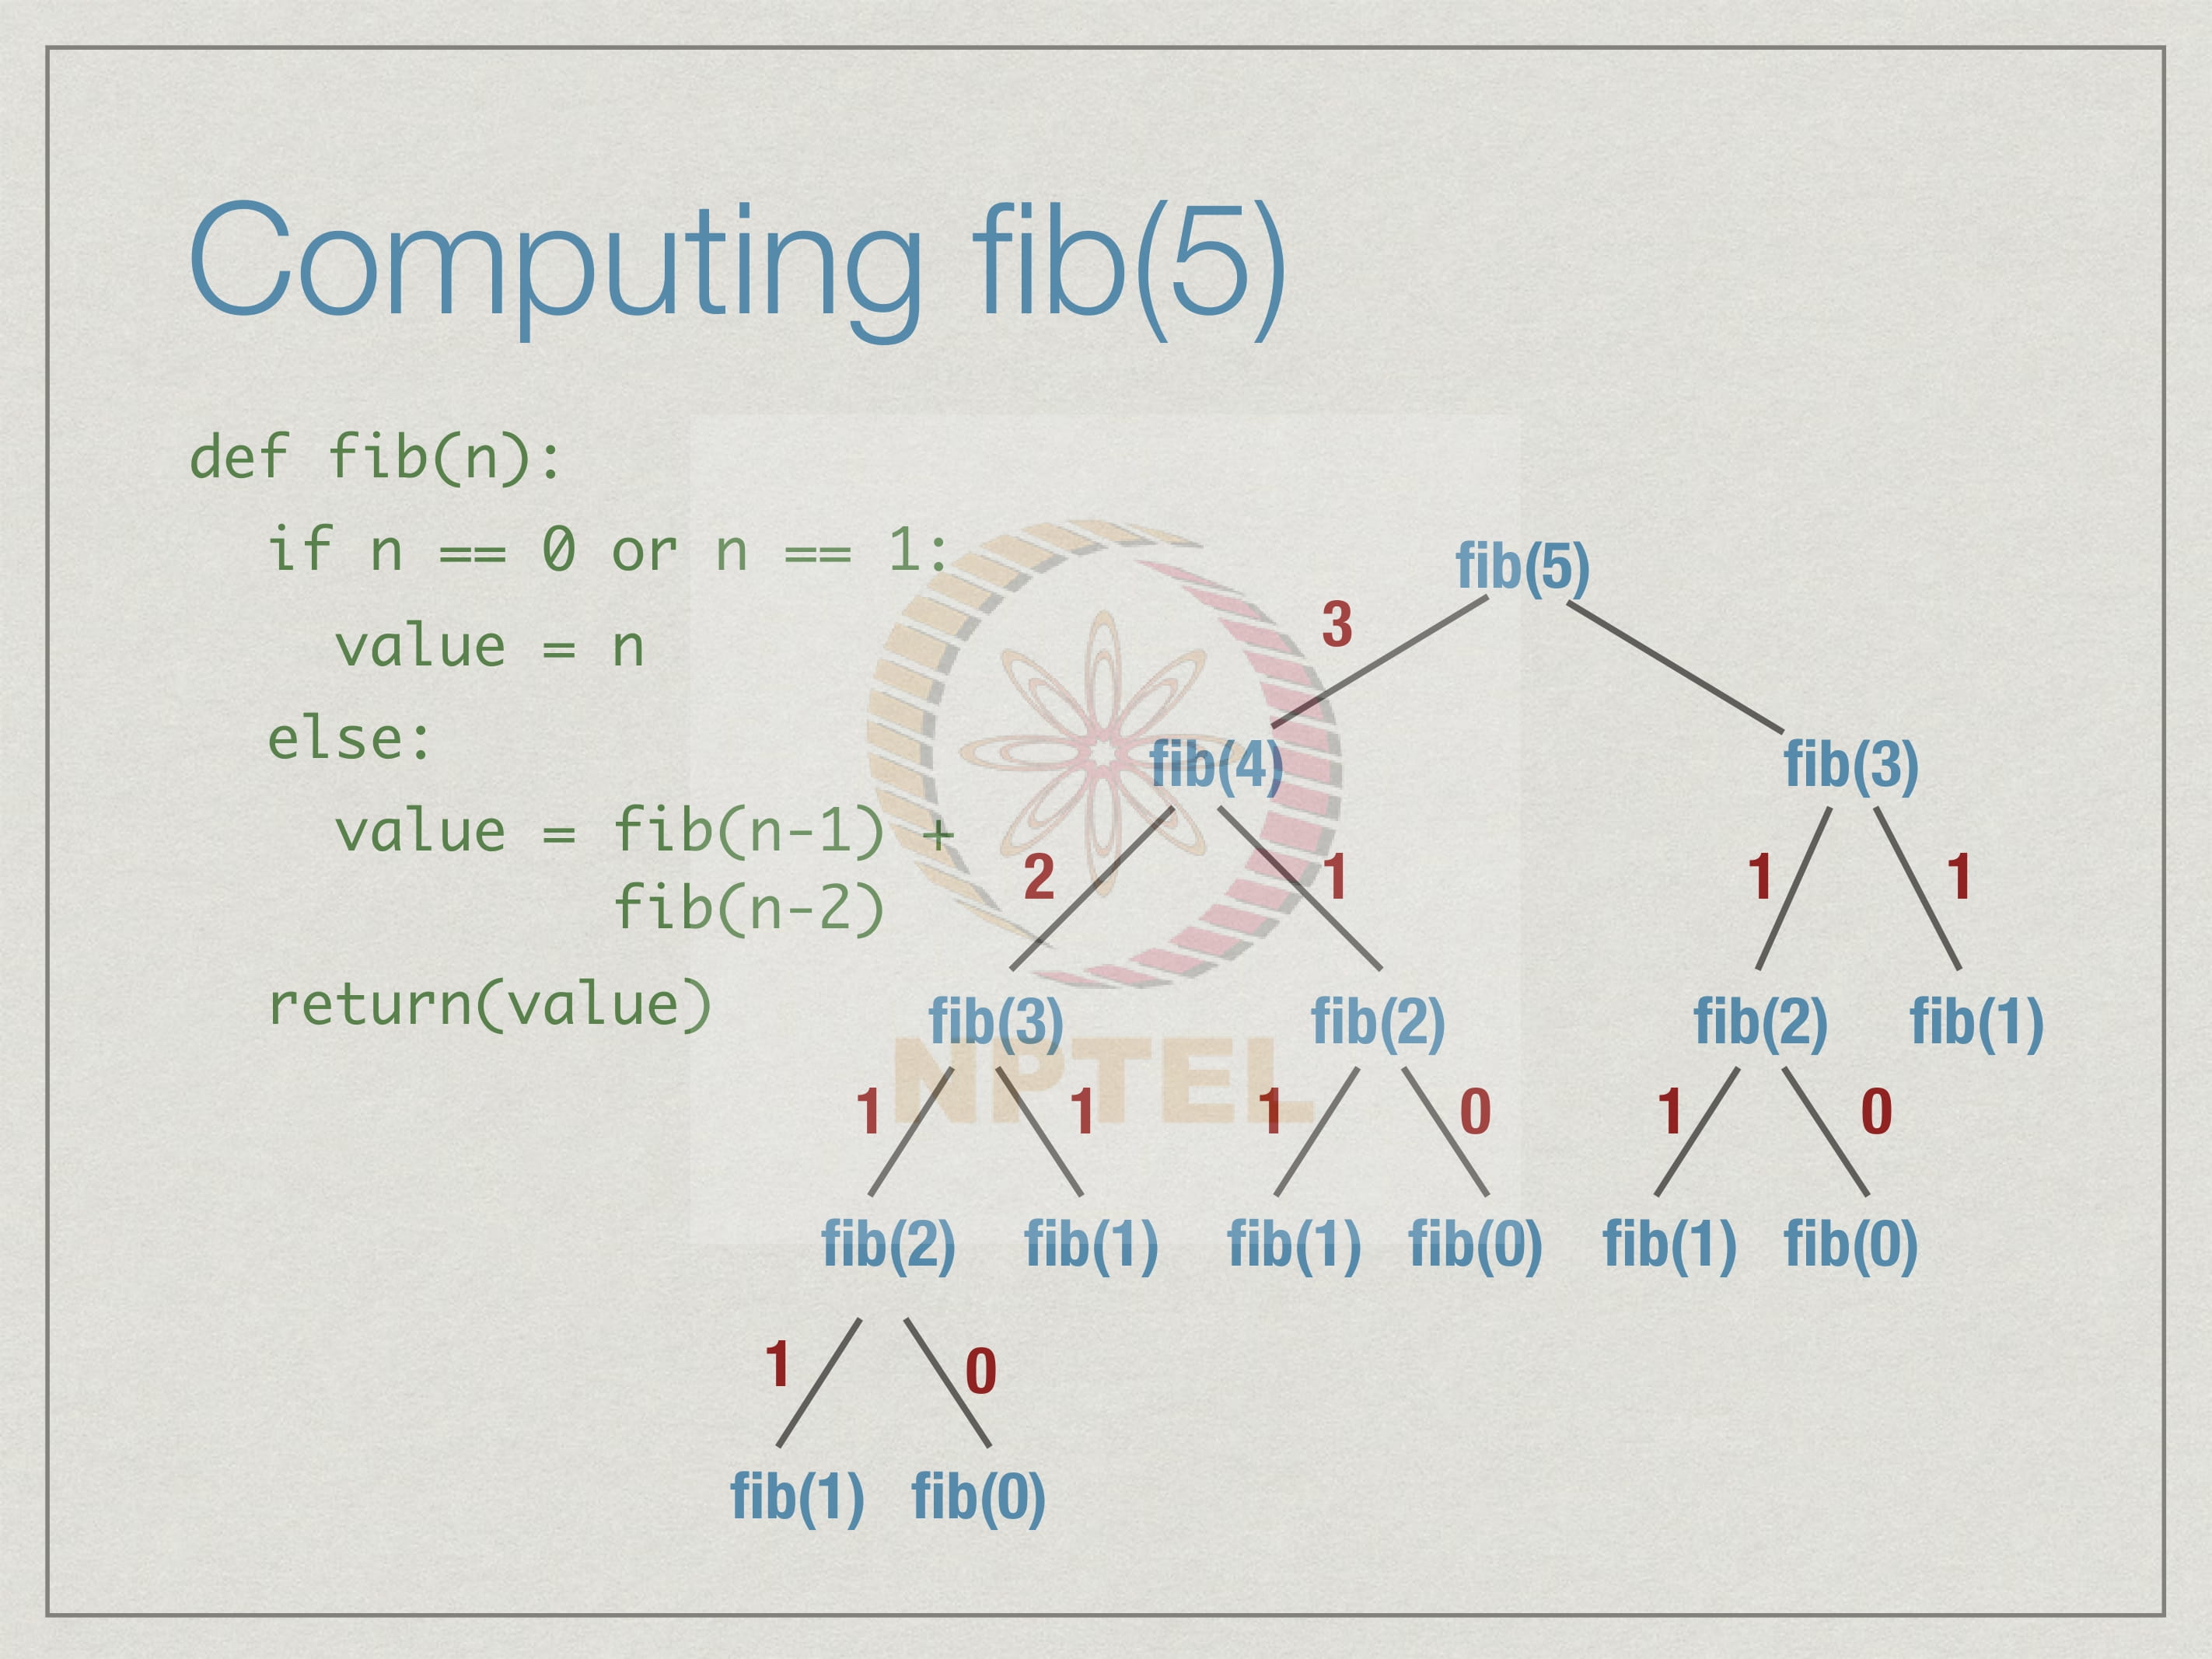 Computing fib(5)
def fib(n):
if n == 0 or n == 1:
value = n
else:
value = fib(n-1) +
fib(n-2)
return(value)
fib(5)
3
fib(4) fib(3)
2 1 1 1
fib(3) fib(2) fib(2) fib(1)
NPTEL
1 1 1 0 1 0
fib(2) fib(1) fib(1) fib(0) fib(1) fib(0)
1 0
fib(1) fib(0)